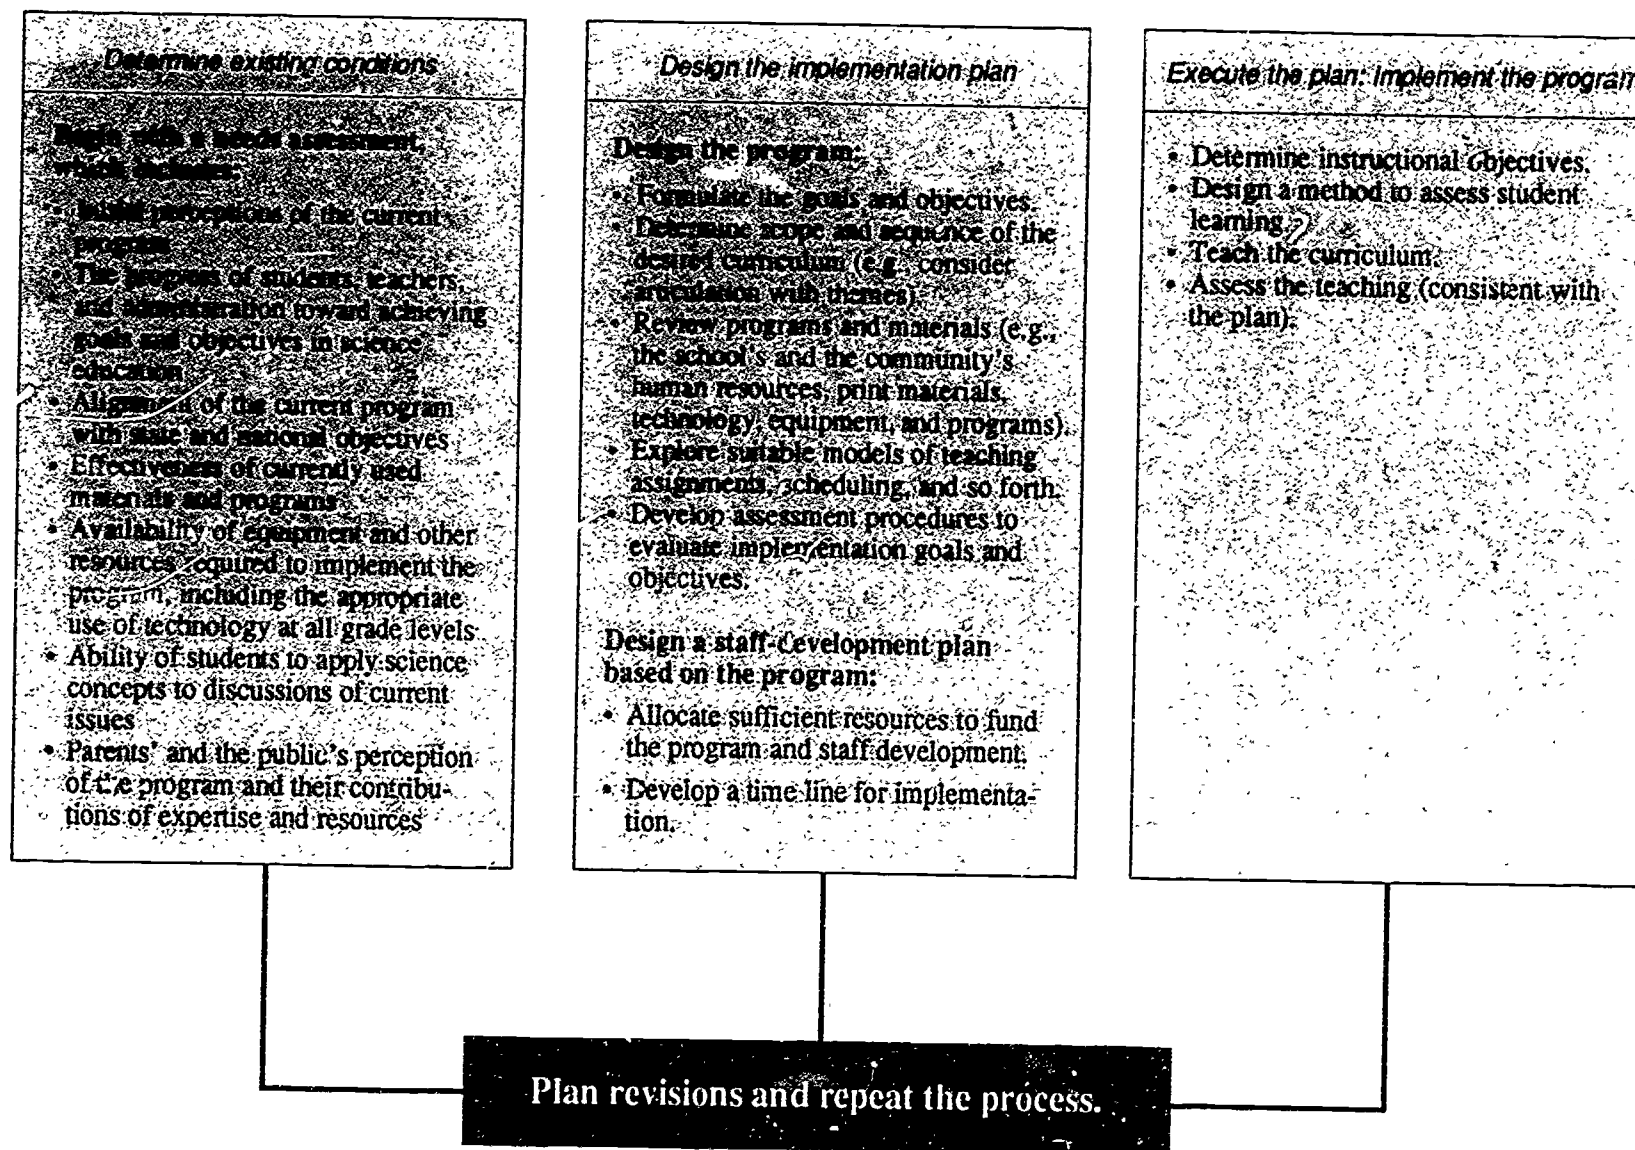 Determine existing conditions
Begin with a needs assessment,
which includes:
• Initial perceptions of the current
program
• The progress of students, teachers,
and administration toward achieving
goals and objectives in science
education
• Alignment of the current program
with state and national objectives
• Effectiveness of currently used
materials and programs
• Availability of equipment and other
resources required to implement the
program, including the appropriate
use of technology at all grade levels
• Ability of students to apply science
concepts to discussions of current
issues
• Parents' and the public's perception
of the program and their contribu-
tions of expertise and resources
Design the implementation plan
Design the program:
• Formulate the goals and objectives.
• Determine scope and sequence of the
desired curriculum (e.g., consider
articulation with themes).
• Review programs and materials (e.g.,
the school's and the community's
human resources, print materials,
technology, equipment, and programs).
• Explore suitable models of teaching
assignments, scheduling, and so forth.
• Develop assessment procedures to
evaluate implementation goals and
objectives.
Design a staff-development plan
based on the program:
• Allocate sufficient resources to fund
the program and staff development.
• Develop a time line for implementa-
tion.
Execute the plan: Implement the program
• Determine instructional objectives.
• Design a method to assess student
learning.
• Teach the curriculum.
• Assess the teaching (consistent with
the plan).
Plan revisions and repeat the process.